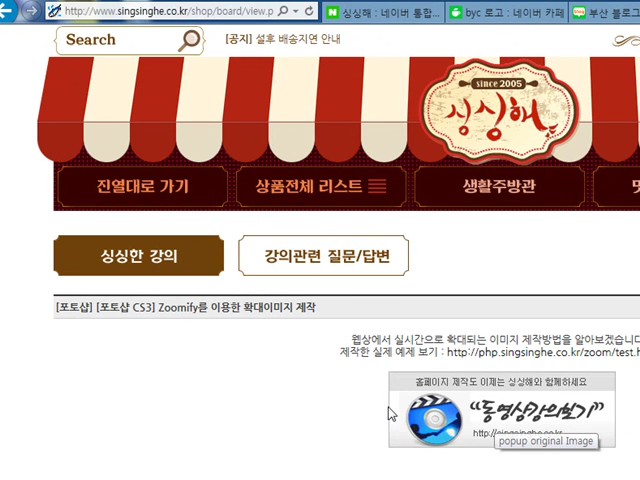 http://www.singsinghe.co.kr/shop/board/view.p
싱싱해 : 네이버 통합...
byc 로고 : 네이버 카페
부산 블로그
Search
[공지] 설후 배송지연 안내
since 2005
싱싱해
진열대로 가기
상품전체 리스트
생활주방관
싱싱한 강의
강의관련 질문/답변
[포토샵] [포토샵 CS3] Zoomify를 이용한 확대이미지 제작
웹상에서 실시간으로 확대되는 이미지 제작방법을 알아보겠습니다
제작한 실제 예제 보기 : http://php.singsinghe.co.kr/zoom/test.h
홈페이지 제작도 이제는 싱싱해와 함께하세요
“동영상강의보기”
http://singsinghe.co.kr
popup original Image